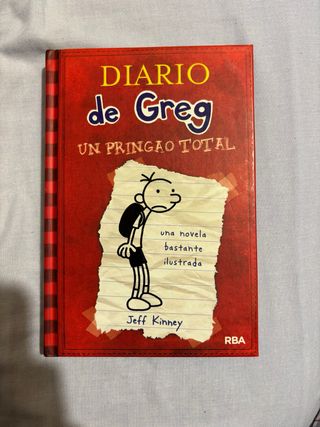 DIARIO
de Greg
UN PRINGAO TOTAL
una novela
bastante
ilustrada
Jeff Kinney
RBA